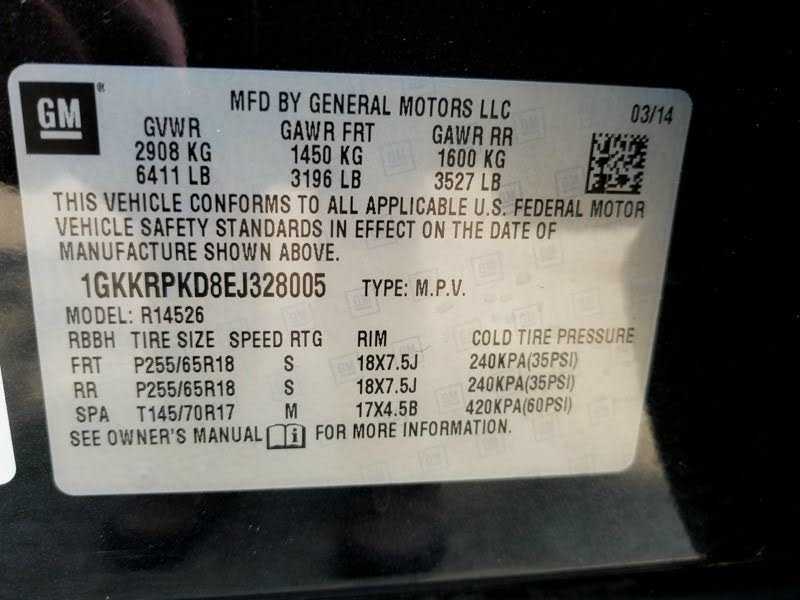 GM
MFD BY GENERAL MOTORS LLC 03/14
GVWR GAWR FRT GAWR RR
2908 KG 1450 KG 1600 KG
6411 LB 3196 LB 3527 LB
THIS VEHICLE CONFORMS TO ALL APPLICABLE U.S. FEDERAL MOTOR
VEHICLE SAFETY STANDARDS IN EFFECT ON THE DATE OF
MANUFACTURE SHOWN ABOVE.
1GKKRPKD8EJ328005 TYPE: M.P.V.
MODEL: R14526
RBBH TIRE SIZE SPEED RTG RIM COLD TIRE PRESSURE
FRT P255/65R18 S 18X7.5J 240KPA(35PSI)
RR P255/65R18 S 18X7.5J 240KPA(35PSI)
SPA T145/70R17 M 17X4.5B 420KPA(60PSI)
SEE OWNER'S MANUAL i FOR MORE INFORMATION.